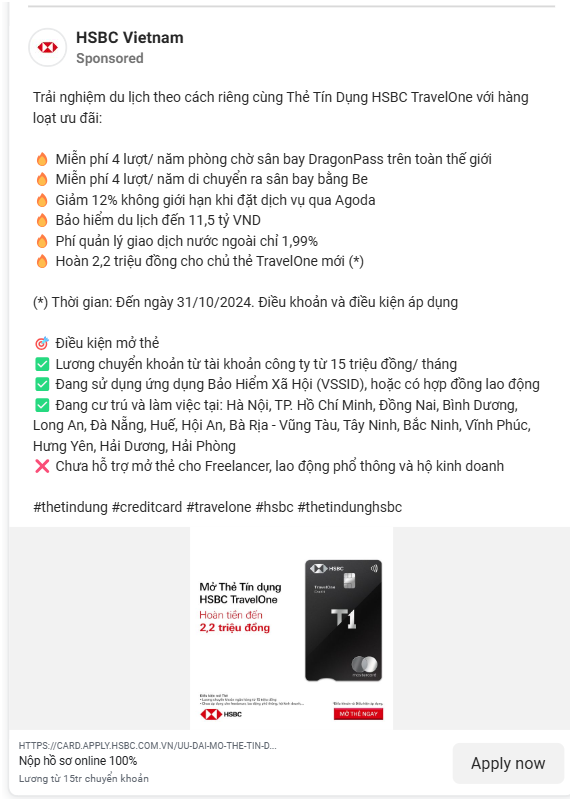 HSBC Vietnam
Sponsored
Trải nghiệm du lịch theo cách riêng cùng Thẻ Tín Dụng HSBC TravelOne với hàng
loạt ưu đãi:
🔥 Miễn phí 4 lượt/ năm phòng chờ sân bay DragonPass trên toàn thế giới
🔥 Miễn phí 4 lượt/ năm di chuyển ra sân bay bằng Be
🔥 Giảm 12% không giới hạn khi đặt dịch vụ qua Agoda
🔥 Bảo hiểm du lịch đến 11,5 tỷ VND
🔥 Phí quản lý giao dịch nước ngoài chỉ 1,99%
🔥 Hoàn 2,2 triệu đồng cho chủ thẻ TravelOne mới (*)
(*) Thời gian: Đến ngày 31/10/2024. Điều khoản và điều kiện áp dụng
🎯 Điều kiện mở thẻ
✅ Lương chuyển khoản từ tài khoản công ty từ 15 triệu đồng/ tháng
✅ Đang sử dụng ứng dụng Bảo Hiểm Xã Hội (VSSID), hoặc có hợp đồng lao động
✅ Đang cư trú và làm việc tại: Hà Nội, TP. Hồ Chí Minh, Đồng Nai, Bình Dương,
Long An, Đà Nẵng, Huế, Hội An, Bà Rịa - Vũng Tàu, Tây Ninh, Bắc Ninh, Vĩnh Phúc,
Hưng Yên, Hải Dương, Hải Phòng
❌ Chưa hỗ trợ mở thẻ cho Freelancer, lao động phổ thông và hộ kinh doanh
#thetindung #creditcard #travelone #hsbc #thetindunghsbc
Mở Thẻ Tín dụng
HSBC TravelOne
Hoàn tiền đến
2,2 triệu đồng
HSBC
TravelOne
Credit
T1
mastercard
HSBC
MỞ THẺ NGAY
HTTPS://CARD.APPLY.HSBC.COM.VN/UU-DAI-MO-THE-TIN-D...
Nộp hồ sơ online 100%
Lương từ 15tr chuyển khoản
Apply now